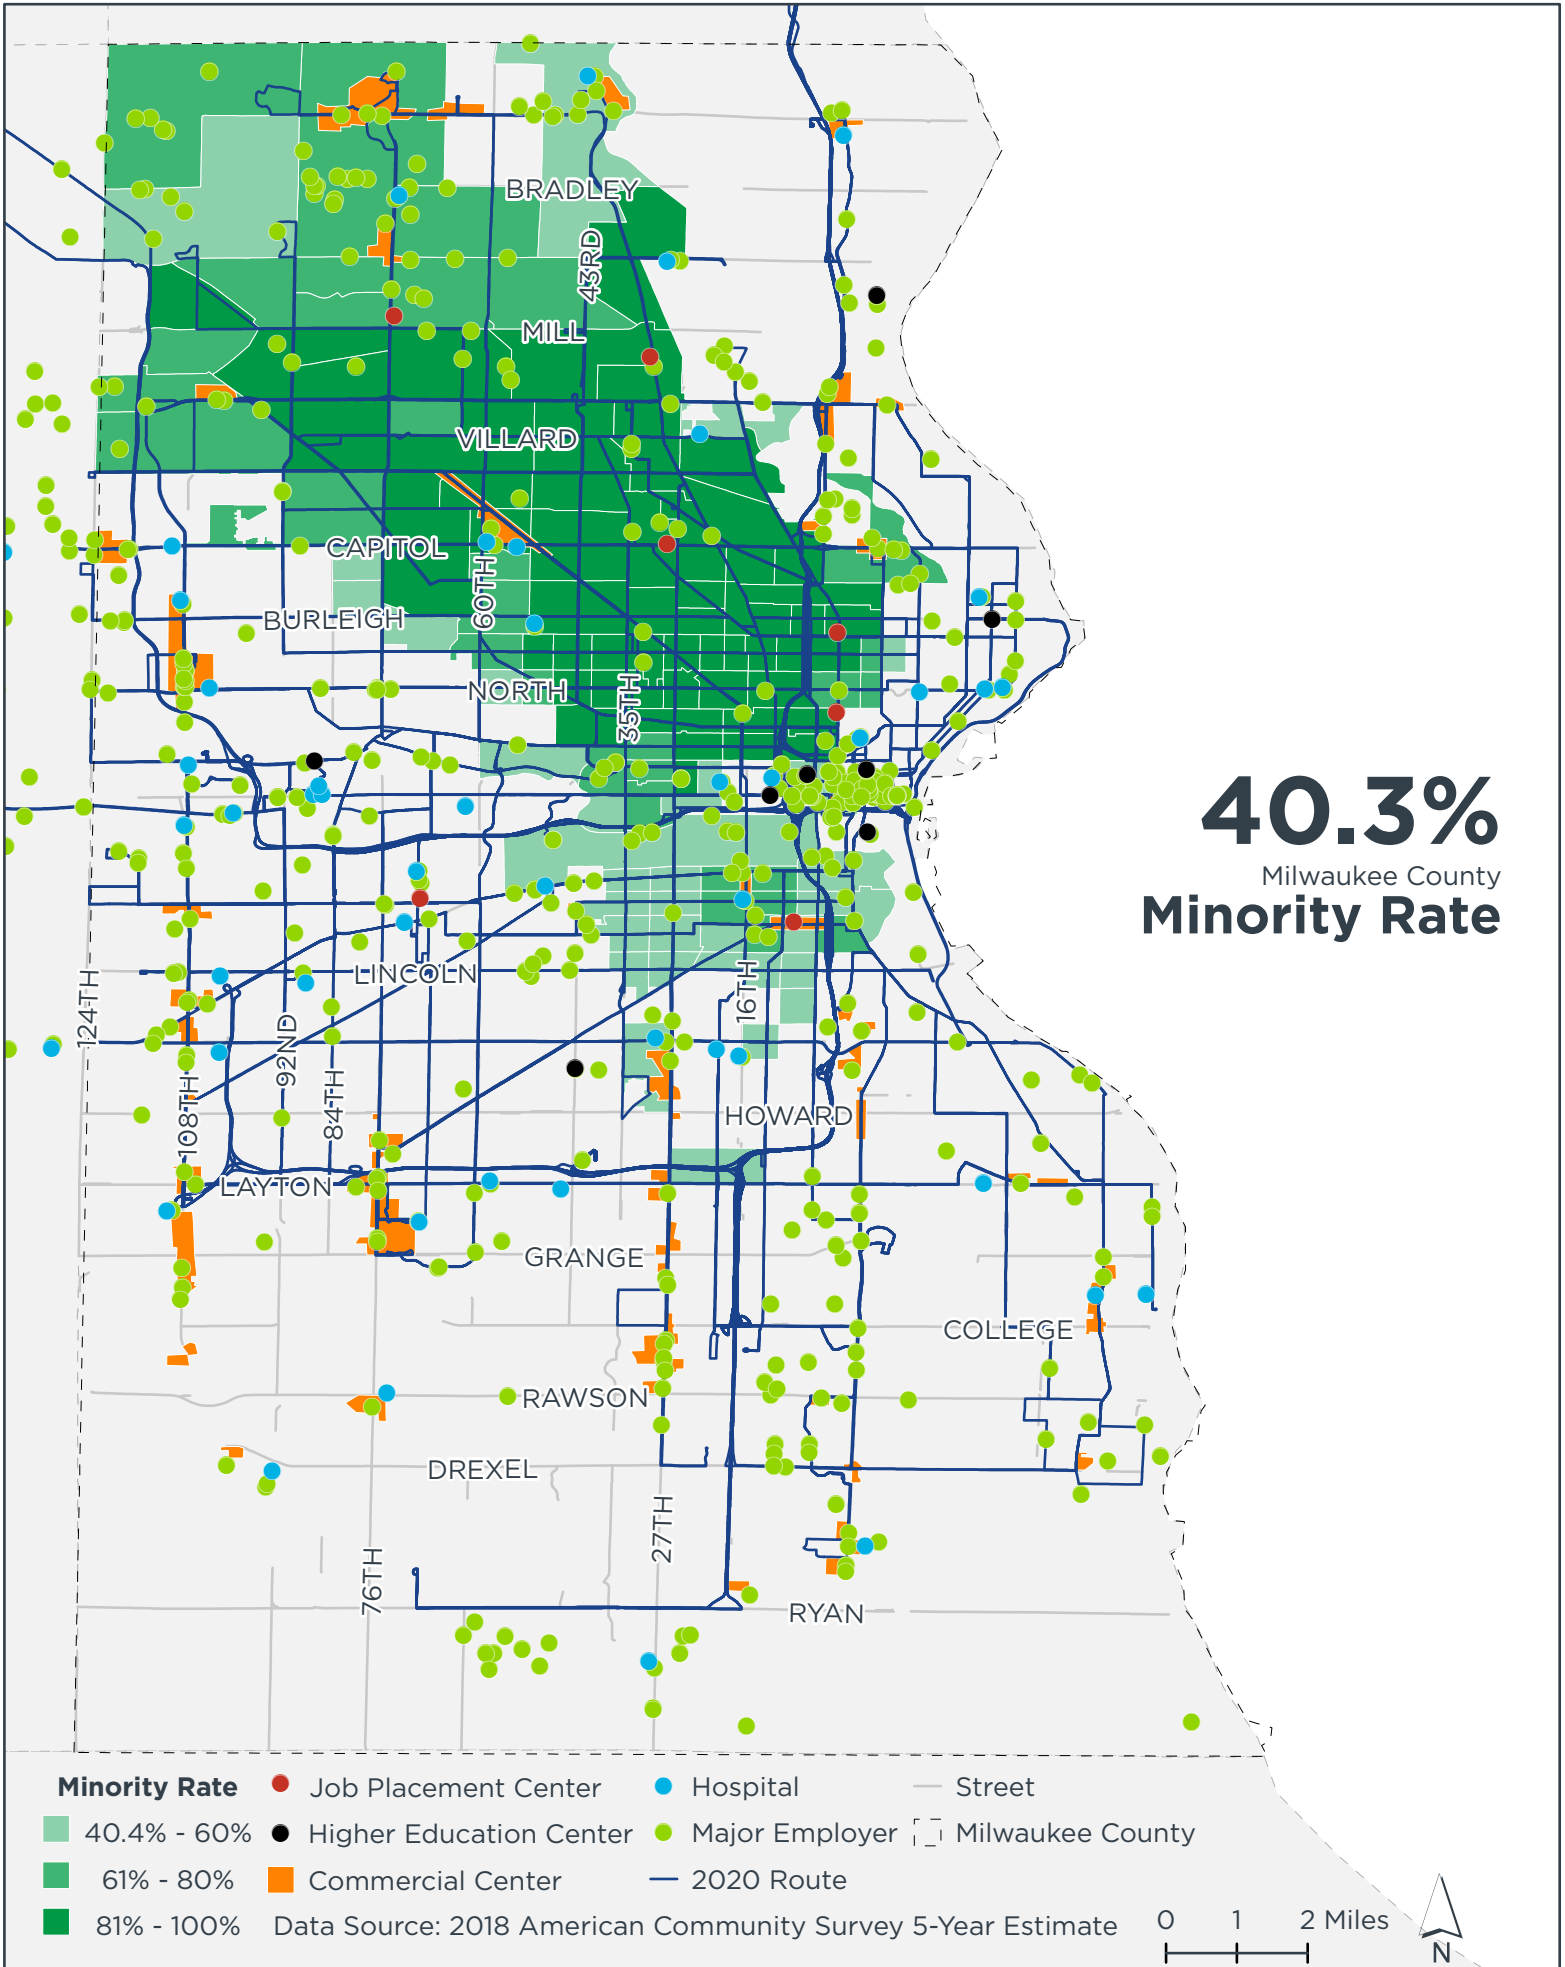 BRADLEY
43RD
MILL
VILLARD
CAPITOL
60TH
BURLEIGH
NORTH
35TH
40.3%
Milwaukee County
Minority Rate
LINCOLN
124TH
16TH
92ND
84TH
108TH
HOWARD
LAYTON
GRANGE
COLLEGE
RAWSON
DREXEL
27TH
76TH
RYAN
Minority Rate
40.4% - 60%
61% - 80%
81% - 100%
Job Placement Center
Higher Education Center
Commercial Center
Hospital
Major Employer
2020 Route
Street
Milwaukee County
Data Source: 2018 American Community Survey 5-Year Estimate
0 1 2 Miles
N